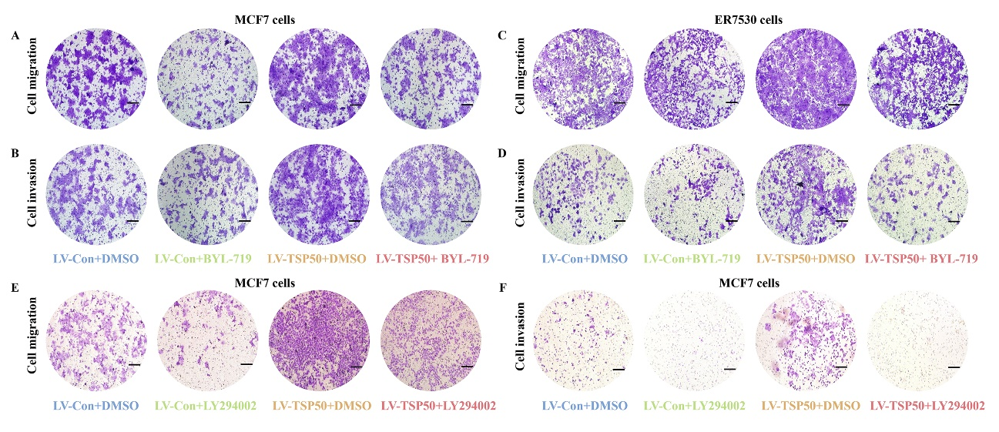 MCF7 cells
ER7530 cells
A
Cell migration
C
Cell migration
B
Cell invasion
D
Cell invasion
LV-Con+DMSO LV-Con+BYL-719 LV-TSP50+DMSO LV-TSP50+ BYL-719
LV-Con+DMSO LV-Con+BYL-719 LV-TSP50+DMSO LV-TSP50+ BYL-719
MCF7 cells
MCF7 cells
E
Cell migration
F
Cell invasion
LV-Con+DMSO LV-Con+LY294002 LV-TSP50+DMSO LV-TSP50+LY294002
LV-Con+DMSO LV-Con+LY294002 LV-TSP50+DMSO LV-TSP50+LY294002